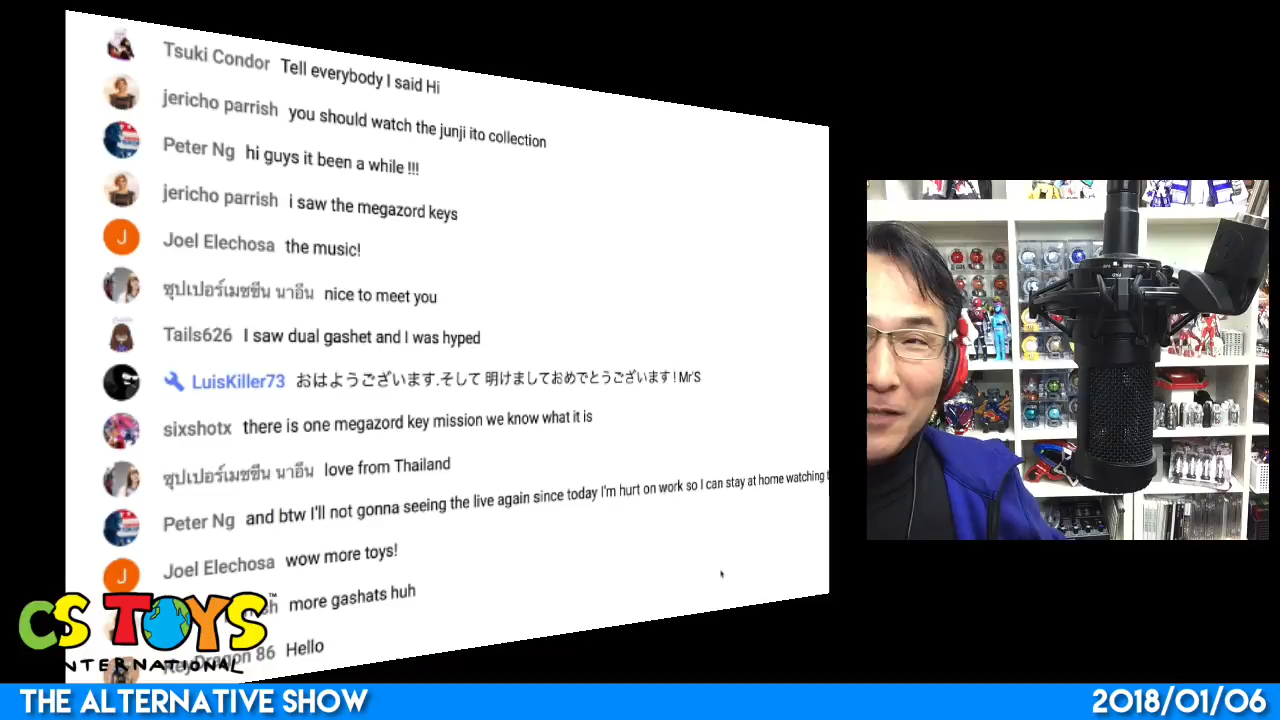 Tsuki Condor Tell everybody I said Hi
jericho parrish you should watch the junji ito collection
Peter Ng hi guys it been a while !!!
jericho parrish i saw the megazord keys
J Joel Elechosa the music!
ซุปเปอร์เมซซีน นาอึน nice to meet you
Tails626 I saw dual gashet and I was hyped
LuisKiller73 おはようございます.そして 明けましておめでとうございます ! Mr'S
sixshotx there is one megazord key mission we know what it is
ซุปเปอร์เมซซีน นาอึน love from Thailand
Peter Ng and btw I'll not gonna seeing the live again since today I'm hurt on work so I can stay at home watching
J Joel Elechosa wow more toys!
more gashats huh
86 Hello
CS TOYS™
INTERNATIONAL
THE ALTERNATIVE SHOW
2018/01/06